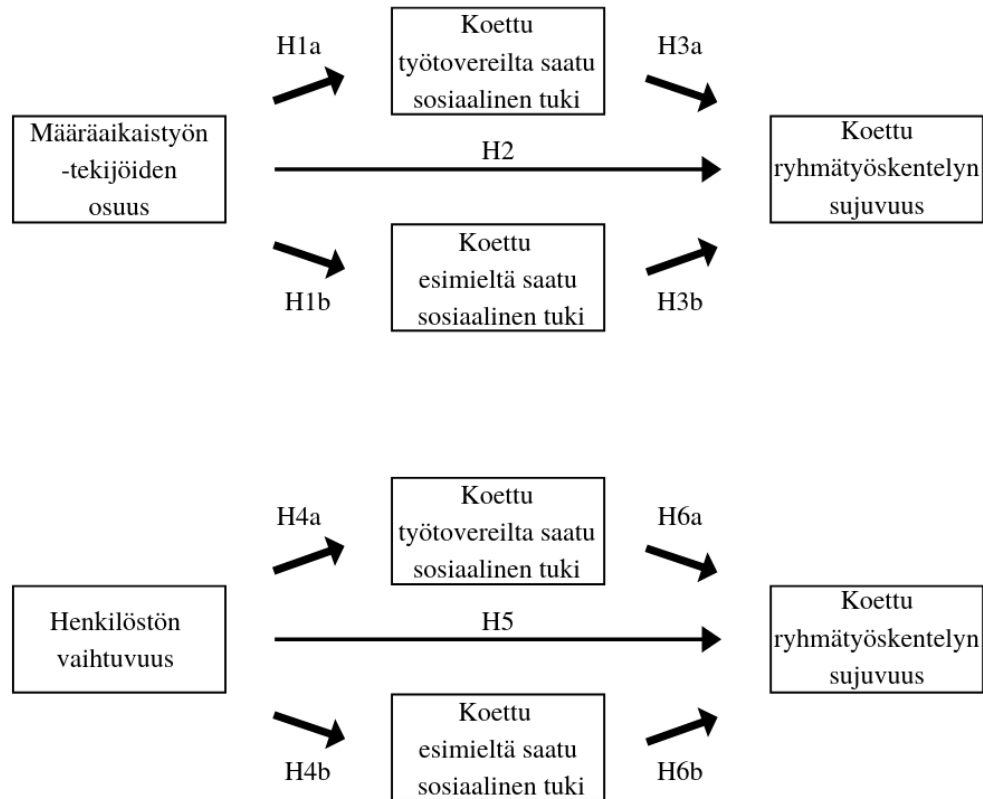 Koettu
työtovereilta saatu
sosiaalinen tuki
H1a
H3a
Määräaikaistyön
-tekijöiden
osuus
H2
Koettu
ryhmätyöskentelyn
sujuvuus
Koettu
esimieltä saatu
sosiaalinen tuki
H1b
H3b
Koettu
työtovereilta saatu
sosiaalinen tuki
H4a
H6a
Henkilöstön
vaihtuvuus
H5
Koettu
ryhmätyöskentelyn
sujuvuus
Koettu
esimieltä saatu
sosiaalinen tuki
H4b
H6b